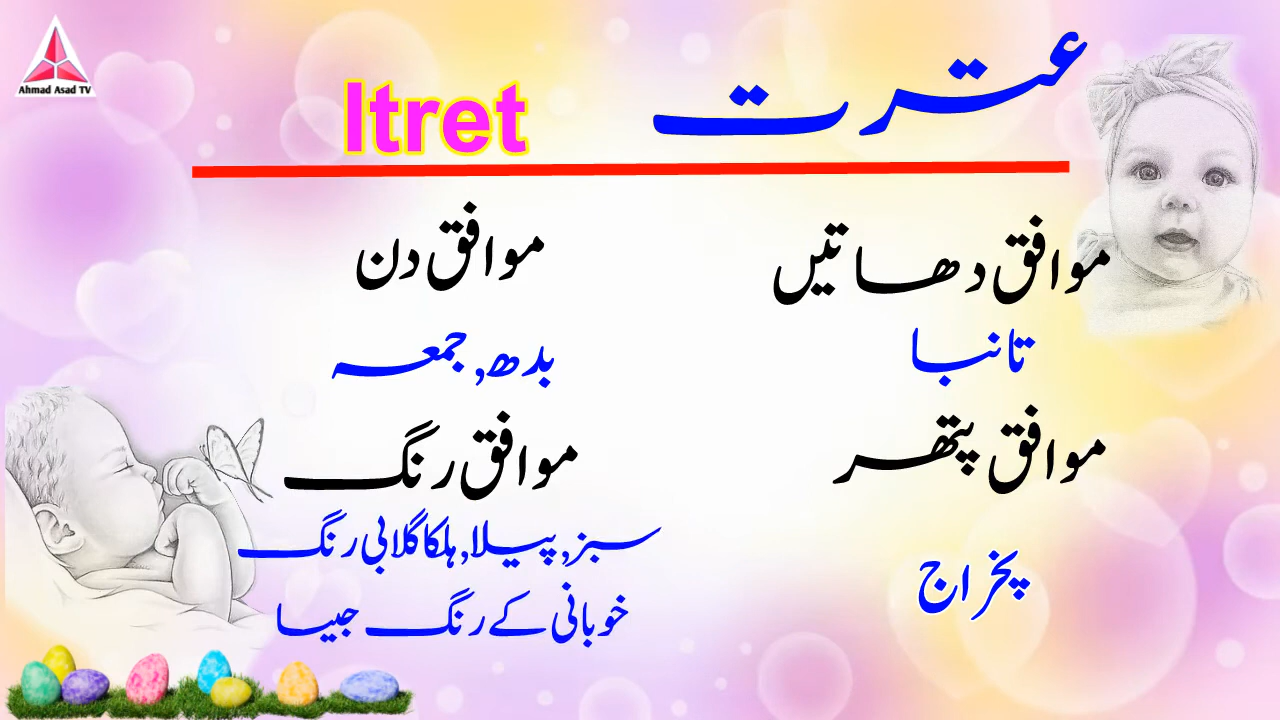 Ahmad Asad TV
عترت
Itret
موافق دھاتیں
موافق دن
تانبا
بدھ, جمعہ
موافق پتھر
موافق رنگ
پخراج
سبز, پیلا, ہلکا گلابی رنگ
خوبانی کے رنگ جیسا